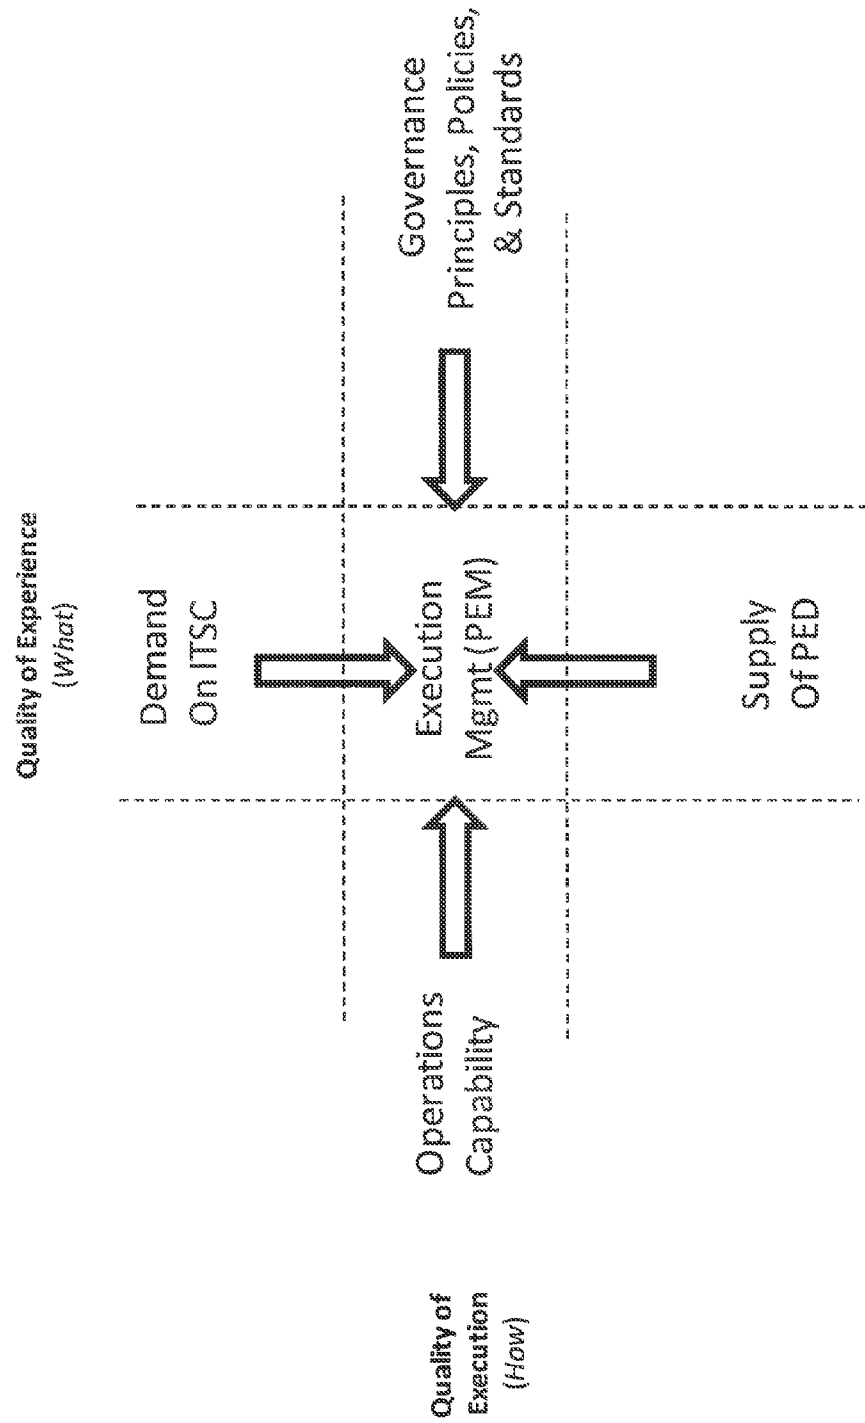 Quality of Experience
(What)
Demand
On ITSC
Governance
Principles, Policies,
& Standards
Execution
Mgmt (PEM)
Operations
Capability
Quality of
Execution
(How)
Supply
Of PED